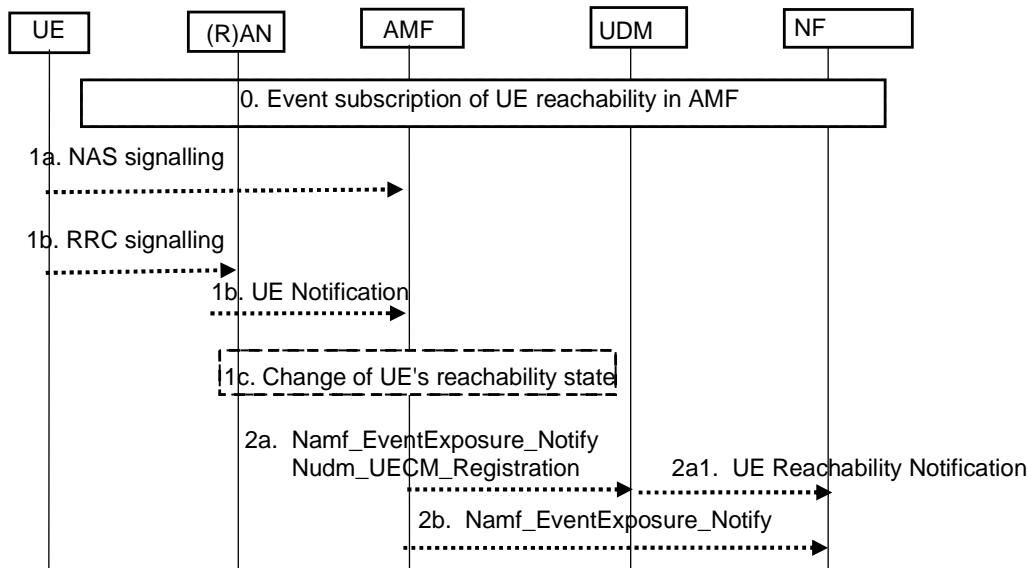 UE
(R)AN
AMF
UDM
NF
0. Event subscription of UE reachability in AMF
1a. NAS signalling
1b. RRC signalling
1b. UE Notification
1c. Change of UE's reachability state
2a. Namf_EventExposure_Notify
Nudm_UECM_Registration
2a1. UE Reachability Notification
2b. Namf_EventExposure_Notify